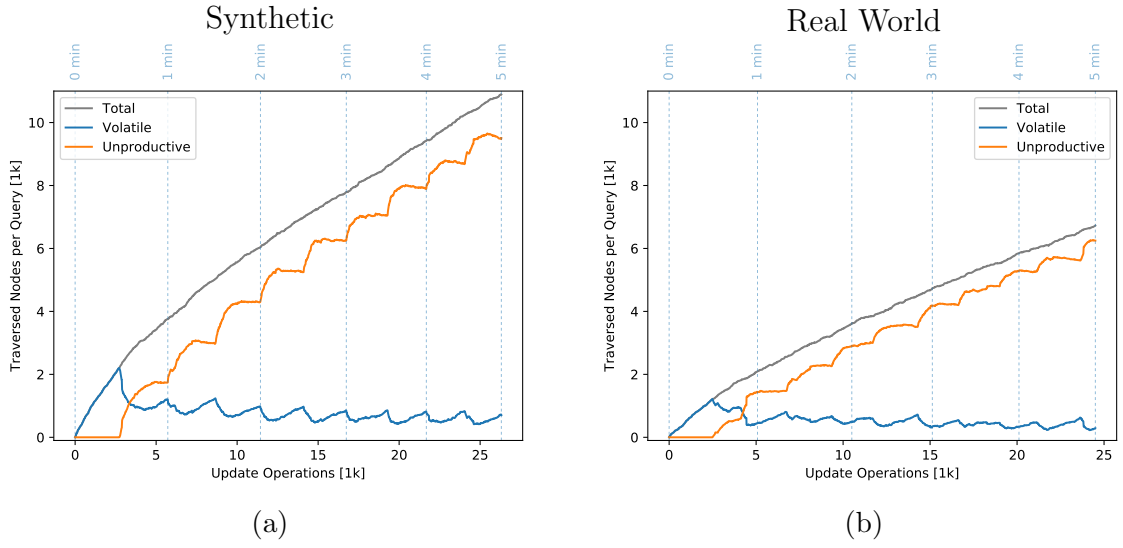 Synthetic
0 min
1 min
2 min
3 min
4 min
5 min
Total
Volatile
Unproductive
Traversed Nodes per Query [1k]
10
8
6
4
2
0
0
5
10
15
20
25
Update Operations [1k]
(a)
Real World
0 min
1 min
2 min
3 min
4 min
5 min
Total
Volatile
Unproductive
Traversed Nodes per Query [1k]
10
8
6
4
2
0
0
5
10
15
20
25
Update Operations [1k]
(b)